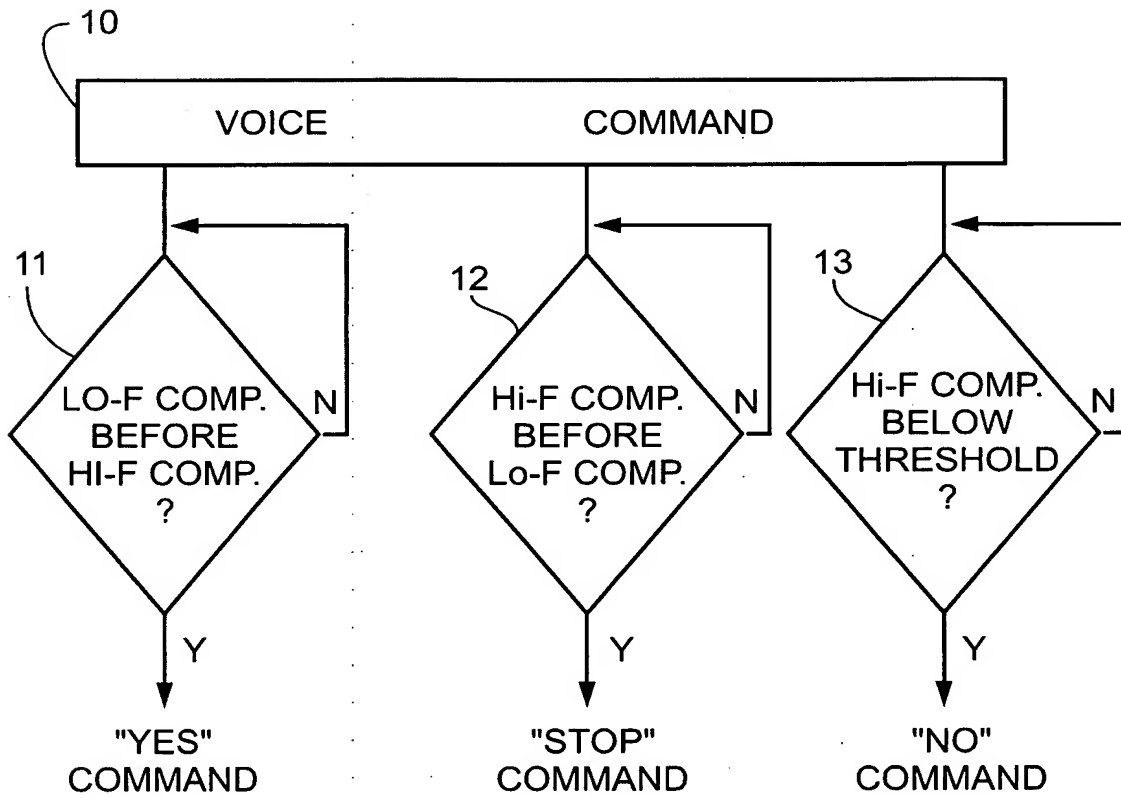 10
VOICE COMMAND
11
LO-F COMP.
BEFORE
HI-F COMP.
?
N
Y
"YES"
COMMAND
12
Hi-F COMP.
BEFORE
Lo-F COMP.
?
N
Y
"STOP"
COMMAND
13
Hi-F COMP.
BELOW
THRESHOLD
?
N
Y
"NO"
COMMAND